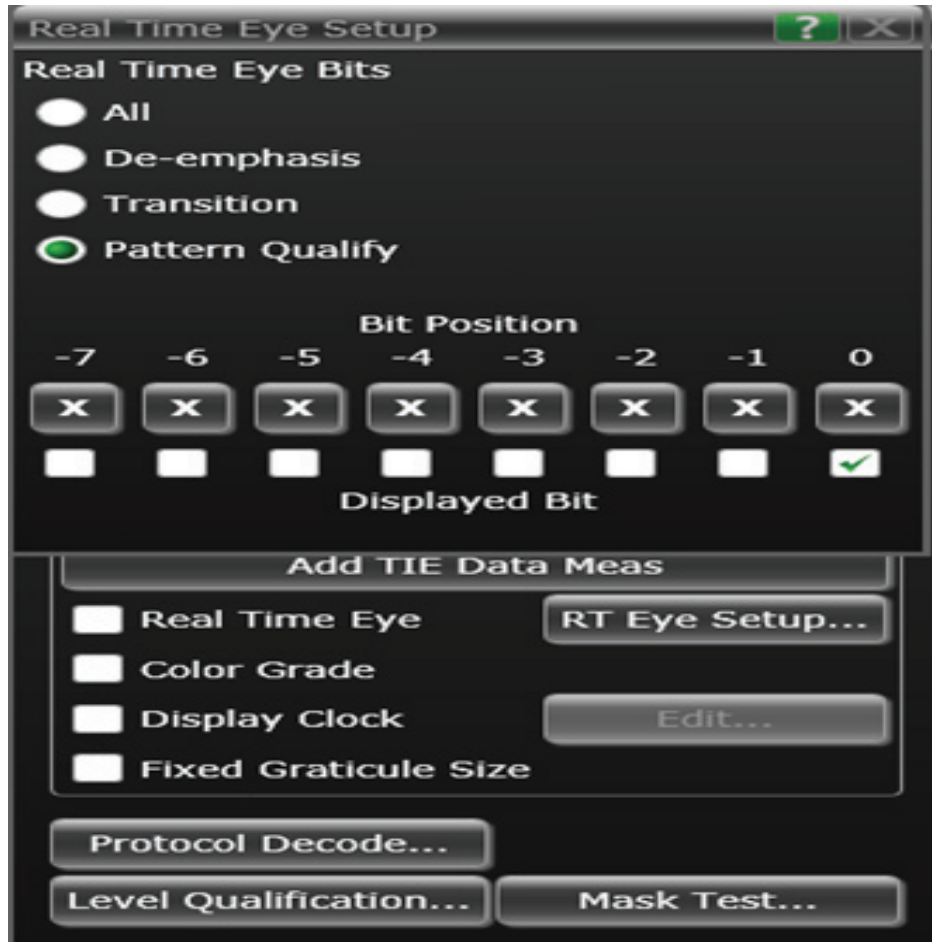 Real Time Eye Setup ? X
Real Time Eye Bits
All
De-emphasis
Transition
Pattern Qualify
Bit Position
-7 -6 -5 -4 -3 -2 -1 0
X X X X X X X X
Displayed Bit
Add TIE Data Meas
Real Time Eye RT Eye Setup...
Color Grade
Display Clock Edit...
Fixed Graticule Size
Protocol Decode...
Level Qualification... Mask Test...